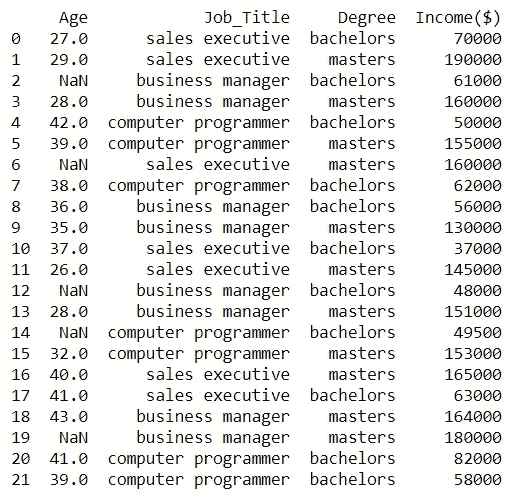 Age Job_Title Degree Income($)
0 27.0 sales executive bachelors 70000
1 29.0 sales executive masters 190000
2 NaN business manager bachelors 61000
3 28.0 business manager masters 160000
4 42.0 computer programmer bachelors 50000
5 39.0 computer programmer masters 155000
6 NaN sales executive masters 160000
7 38.0 computer programmer bachelors 62000
8 36.0 business manager bachelors 56000
9 35.0 business manager masters 130000
10 37.0 sales executive bachelors 37000
11 26.0 sales executive masters 145000
12 NaN business manager bachelors 48000
13 28.0 business manager masters 151000
14 NaN computer programmer bachelors 49500
15 32.0 computer programmer masters 153000
16 40.0 sales executive masters 165000
17 41.0 sales executive bachelors 63000
18 43.0 business manager masters 164000
19 NaN business manager masters 180000
20 41.0 computer programmer bachelors 82000
21 39.0 computer programmer bachelors 58000